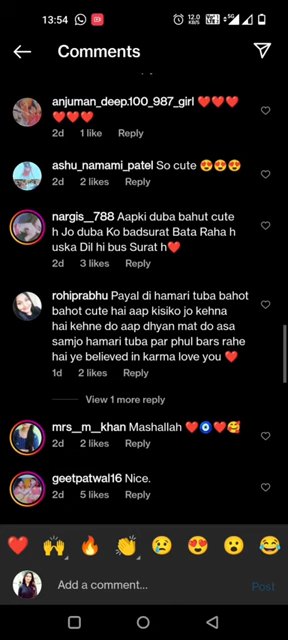 13:54
12.0 KB/S
5G
Comments
anjuman_deep.100_987_girl ❤️❤️❤️
❤️❤️❤️
2d 1 like Reply
ashu_namami_patel So cute 😍😍😍
2d 2 likes Reply
nargis_788 Aapki duba bahut cute
h Jo duba Ko badsurat Bata Raha h
uska Dil hi bus Surat h❤️
2d 3 likes Reply
rohiprabhu Payal di hamari tuba bahot
bahot cute hai aap kisiko jo kehna
hai kehne do aap dhyan mat do asa
samjo hamari tuba par phul bars rahe
hai ye believed in karma love you ❤️
1d 2 likes Reply
View 1 more reply
mrs_m_khan Mashallah ❤️🧿❤️🥰
2d 2 likes Reply
geetpatwal16 Nice.
2d 5 likes Reply
❤️ 🙌 🔥 👏 😢 😍 😮 😂
Add a comment... Post